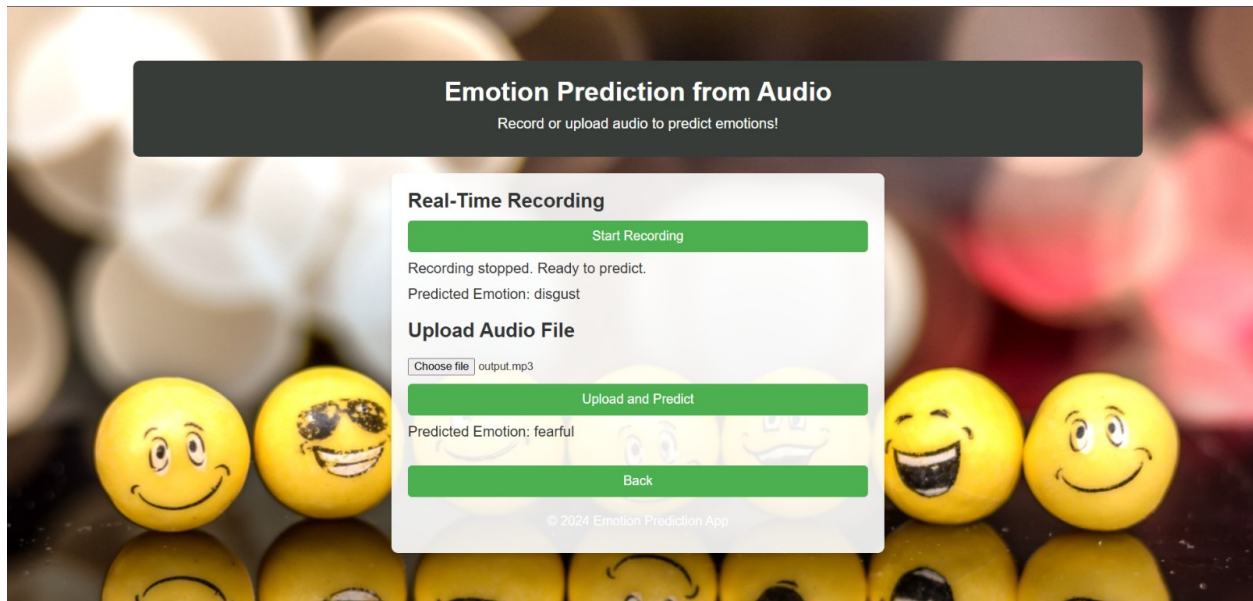 Emotion Prediction from Audio
Record or upload audio to predict emotions!
Real-Time Recording
Start Recording
Recording stopped. Ready to predict.
Predicted Emotion: disgust
Upload Audio File
Choose file output.mp3
Upload and Predict
Predicted Emotion: fearful
Back
© 2024 Emotion Prediction App